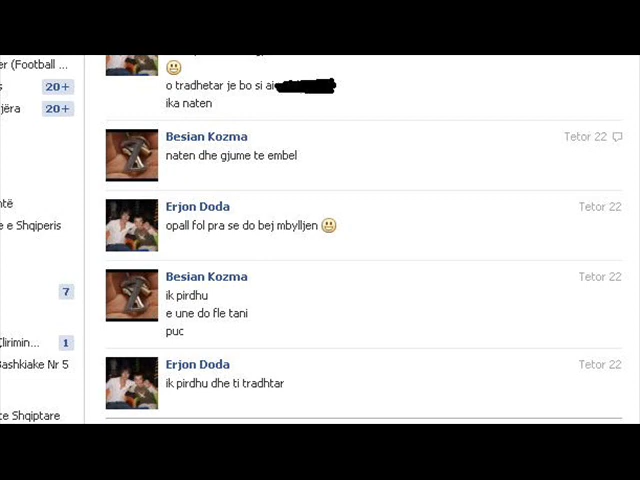 er (Football ...
20+
jëra
20+
ntë
e e Shqiperis
7
Çlirimin...
1
Bashkiake Nr 5
te Shqiptare
o tradhetar je bo si ai
ika naten
Besian Kozma
Tetor 22
naten dhe gjume te embel
Erjon Doda
Tetor 22
opall fol pra se do bej mbylljen
Besian Kozma
Tetor 22
ik pirdhu
e une do fle tani
puc
Erjon Doda
Tetor 22
ik pirdhu dhe ti tradhtar